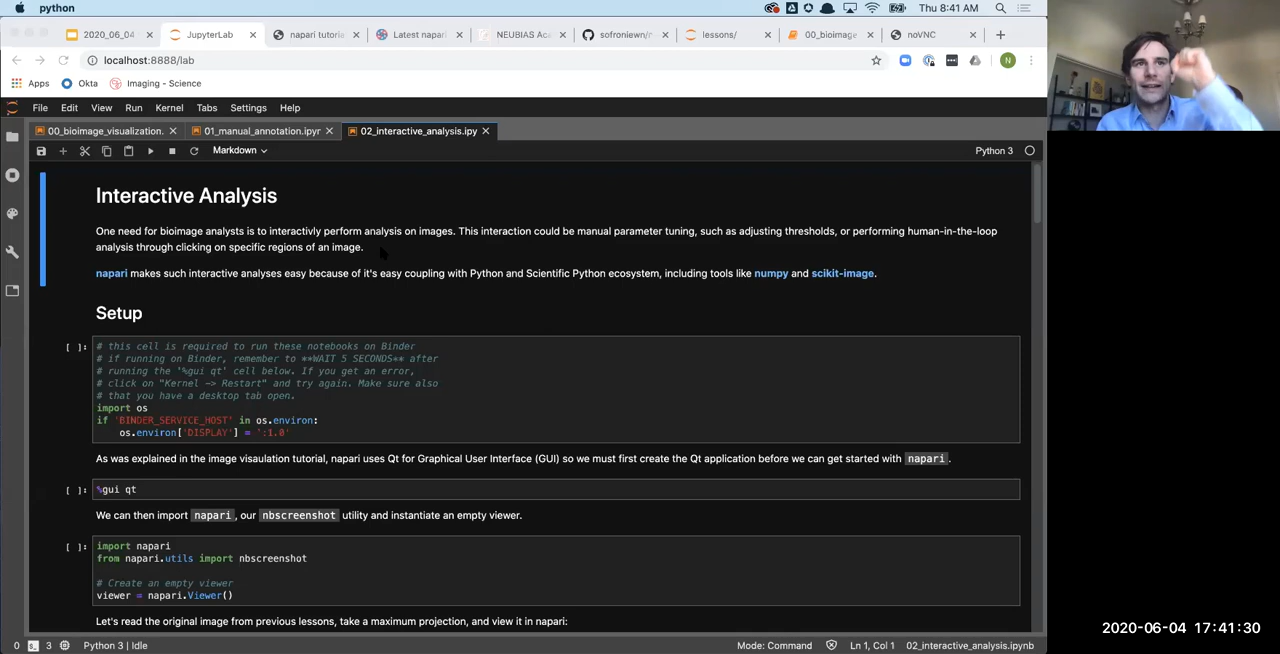 python
Thu 8:41 AM
2020_06_04
JupyterLab
napari tutoria
Latest napari
NEUBIAS Aca
sofroniewn/n
lessons/
00_bioimage
noVNC
localhost:8888/lab
N
Apps
Okta
Imaging - Science
File Edit View Run Kernel Tabs Settings Help
00_bioimage_visualization.
01_manual_annotation.ipyr
02_interactive_analysis.ipy
Markdown
Python 3
Interactive Analysis
One need for bioimage analysts is to interactivly perform analysis on images. This interaction could be manual parameter tuning, such as adjusting thresholds, or performing human-in-the-loop
analysis through clicking on specific regions of an image.
napari makes such interactive analyses easy because of it's easy coupling with Python and Scientific Python ecosystem, including tools like numpy and scikit-image.
Setup
[ ]: # this cell is required to run these notebooks on Binder
# if running on Binder, remember to **WAIT 5 SECONDS** after
# running the '%gui qt' cell below. If you get an error,
# click on "Kernel -> Restart" and try again. Make sure also
# that you have a desktop tab open.
import os
if 'BINDER_SERVICE_HOST' in os.environ:
os.environ['DISPLAY'] = ':1.0'
As was explained in the image visaulation tutorial, napari uses Qt for Graphical User Interface (GUI) so we must first create the Qt application before we can get started with napari.
[ ]: %gui qt
We can then import napari, our nbscreenshot utility and instantiate an empty viewer.
[ ]: import napari
from napari.utils import nbscreenshot
# Create an empty viewer
viewer = napari.Viewer()
Let's read the original image from previous lessons, take a maximum projection, and view it in napari:
0 3 Python 3 | Idle
Mode: Command
Ln 1, Col 1
02_interactive_analysis.ipynb
2020-06-04 17:41:30